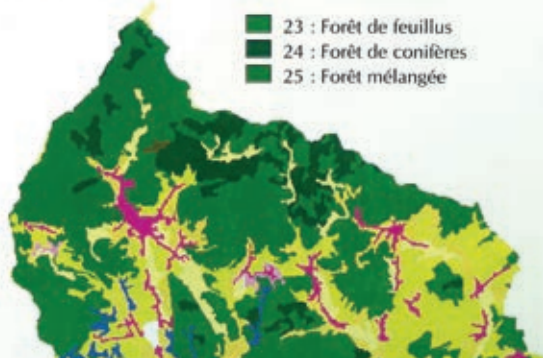 23 : Forêt de feuillus
24 : Forêt de conifères
25 : Forêt mélangée